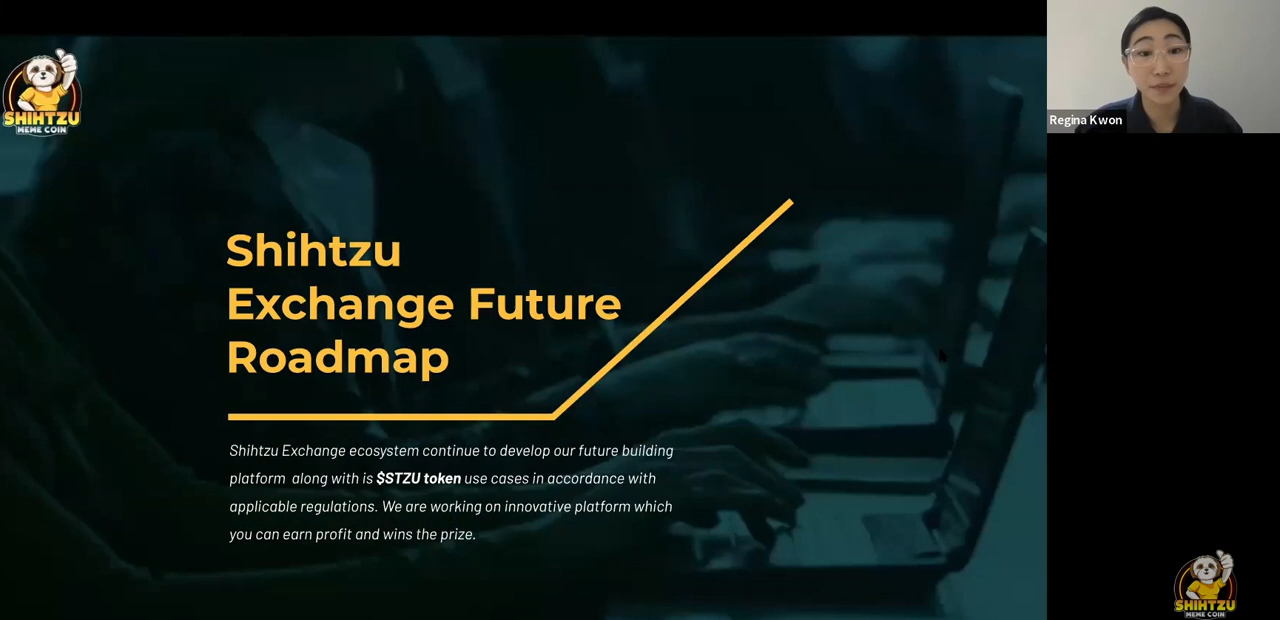 SHIHTZU
MEME COIN
Regina Kwon
Shihtzu
Exchange Future
Roadmap
Shihtzu Exchange ecosystem continue to develop our future building
platform along with is $STZU token use cases in accordance with
applicable regulations. We are working on innovative platform which
you can earn profit and wins the prize.
SHIHTZU
MEME COIN